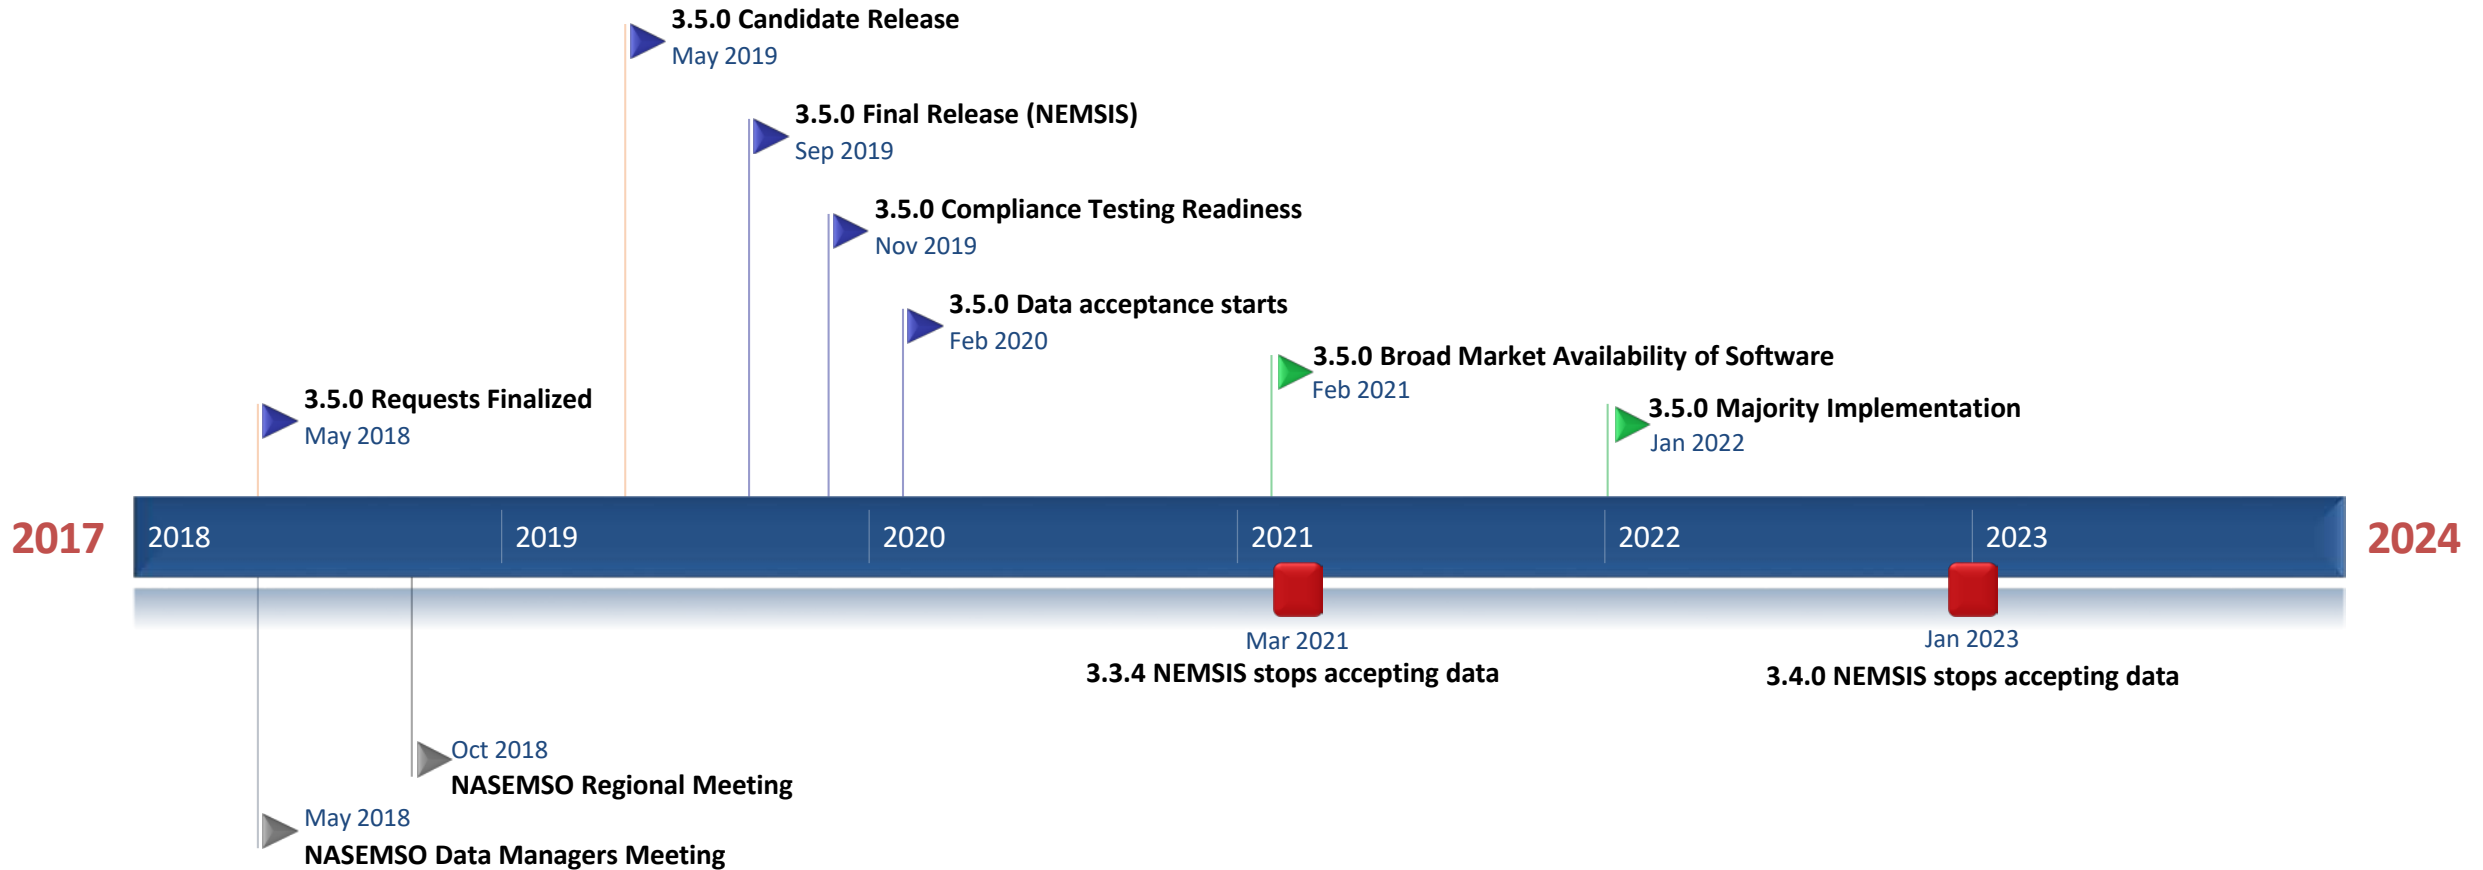 3.5.0 Candidate Release
May 2019
3.5.0 Final Release (NEMSIS)
Sep 2019
3.5.0 Compliance Testing Readiness
Nov 2019
3.5.0 Data acceptance starts
Feb 2020
3.5.0 Broad Market Availability of Software
Feb 2021
3.5.0 Requests Finalized
May 2018
3.5.0 Majority Implementation
Jan 2022
2017
2018
2019
2020
2021
2022
2023
2024
Mar 2021
3.3.4 NEMSIS stops accepting data
Jan 2023
3.4.0 NEMSIS stops accepting data
Oct 2018
NASEMSO Regional Meeting
May 2018
NASEMSO Data Managers Meeting